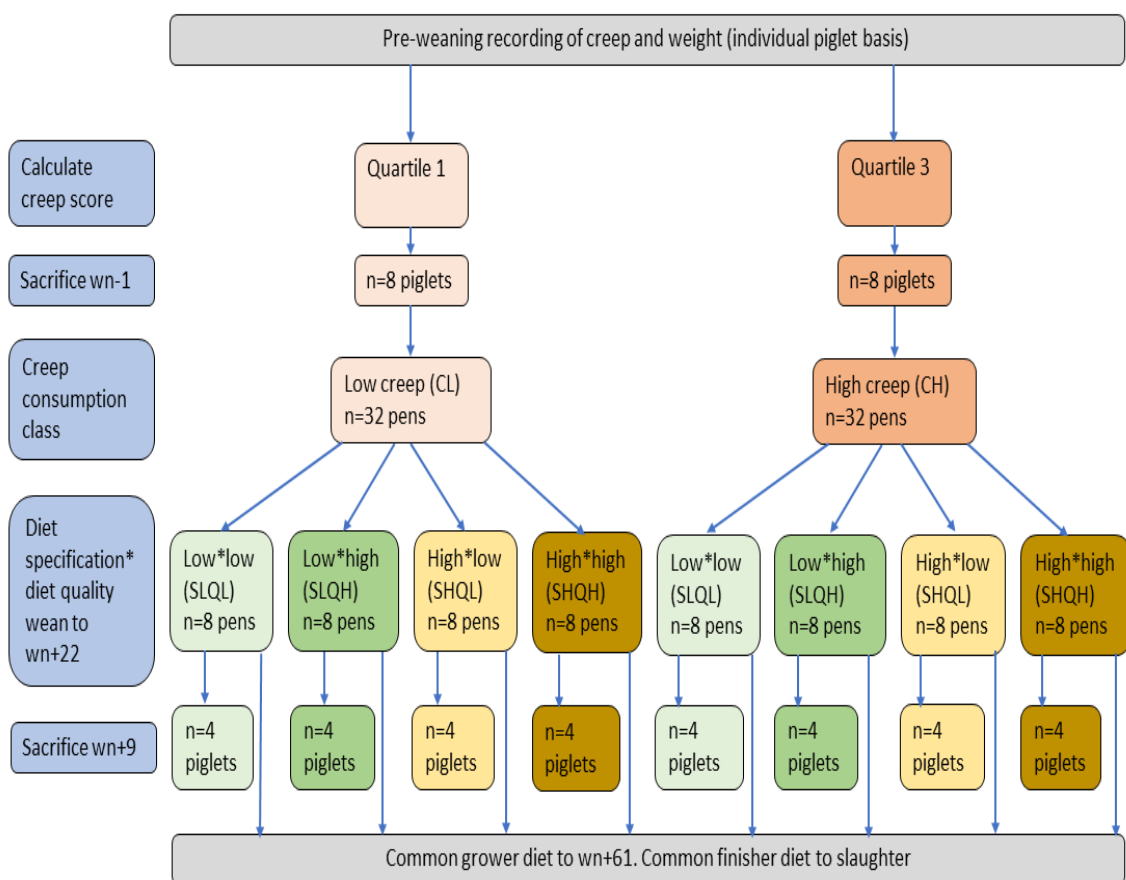 Pre-weaning recording of creep and weight (individual piglet basis)
Calculate
creep score
Quartile 1
Quartile 3
Sacrifice wn-1
n=8 piglets
n=8 piglets
Creep
consumption
class
Low creep (CL)
n=32 pens
High creep (CH)
n=32 pens
Diet
specification*
diet quality
wean to
wn+22
Low*low
(SLQL)
n=8 pens
Low*high
(SLQH)
n=8 pens
High*low
(SHQL)
n=8 pens
High*high
(SHQH)
n=8 pens
Low*low
(SLQL)
n=8 pens
Low*high
(SLQH)
n=8 pens
High*low
(SHQL)
n=8 pens
High*high
(SHQH)
n=8 pens
Sacrifice wn+9
n=4
piglets
n=4
piglets
n=4
piglets
n=4
piglets
n=4
piglets
n=4
piglets
n=4
piglets
n=4
piglets
Common grower diet to wn+61. Common finisher diet to slaughter